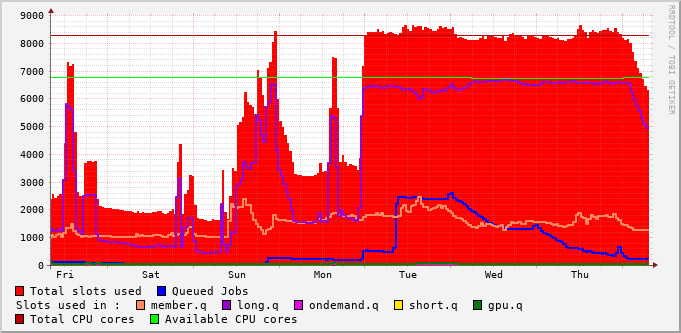 9000
8000
7000
6000
5000
4000
3000
2000
1000
0
Fri Sat Sun Mon Tue Wed Thu
RRDTOOL / TOBI OETIKER
Total slots used Queued Jobs
Slots used in : member.q long.q ondemand.q short.q gpu.q
Total CPU cores Available CPU cores